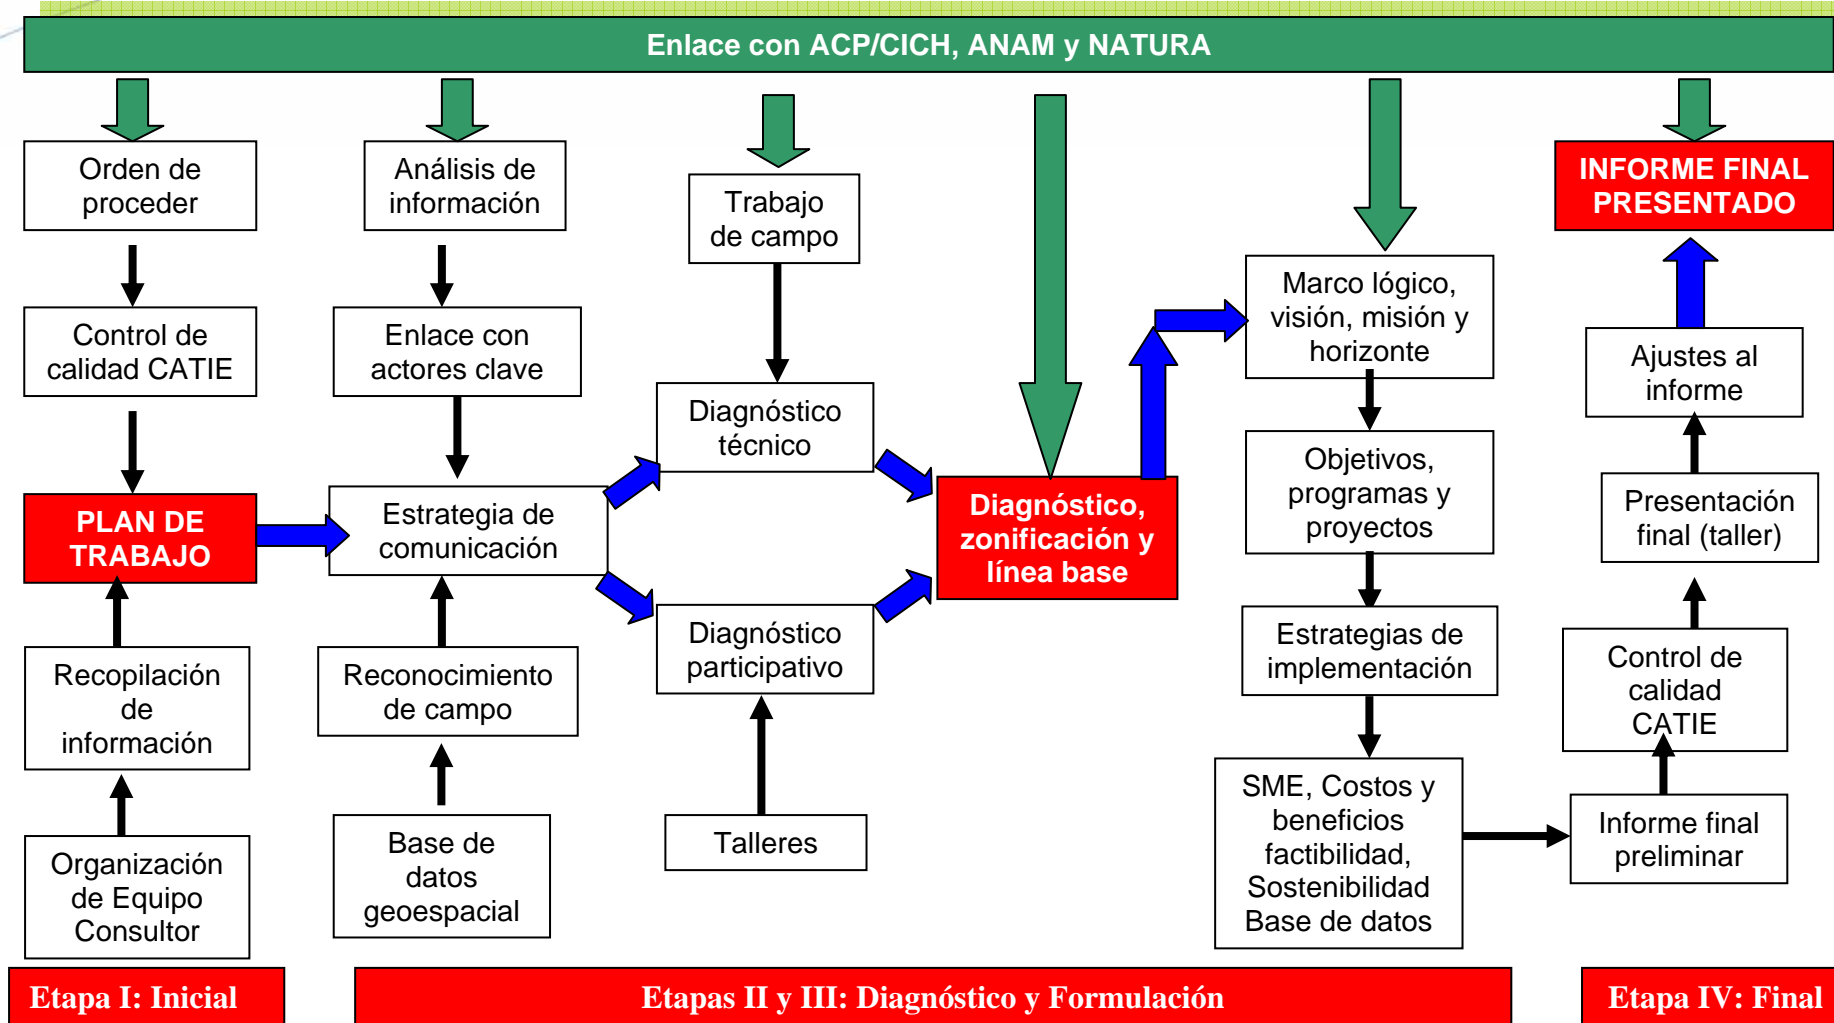 Enlace con ACP/CICH, ANAM y NATURA
Orden de
proceder
Control de
calidad CATIE
PLAN DE
TRABAJO
Recopilación
de
información
Organización
de Equipo
Consultor
Análisis de
información
Enlace con
actores clave
Estrategia de
comunicación
Reconocimiento
de campo
Base de
datos
geoespacial
Trabajo
de campo
Diagnóstico
técnico
Diagnóstico
participativo
Talleres
Diagnóstico,
zonificación y
línea base
Marco lógico,
visión, misión y
horizonte
Objetivos,
programas y
proyectos
Estrategias de
implementación
SME, Costos y
beneficios
factibilidad,
Sostenibilidad
Base de datos
INFORME FINAL
PRESENTADO
Ajustes al
informe
Presentación
final (taller)
Control de
calidad
CATIE
Informe final
preliminar
Etapa I: Inicial
Etapas II y III: Diagnóstico y Formulación
Etapa IV: Final